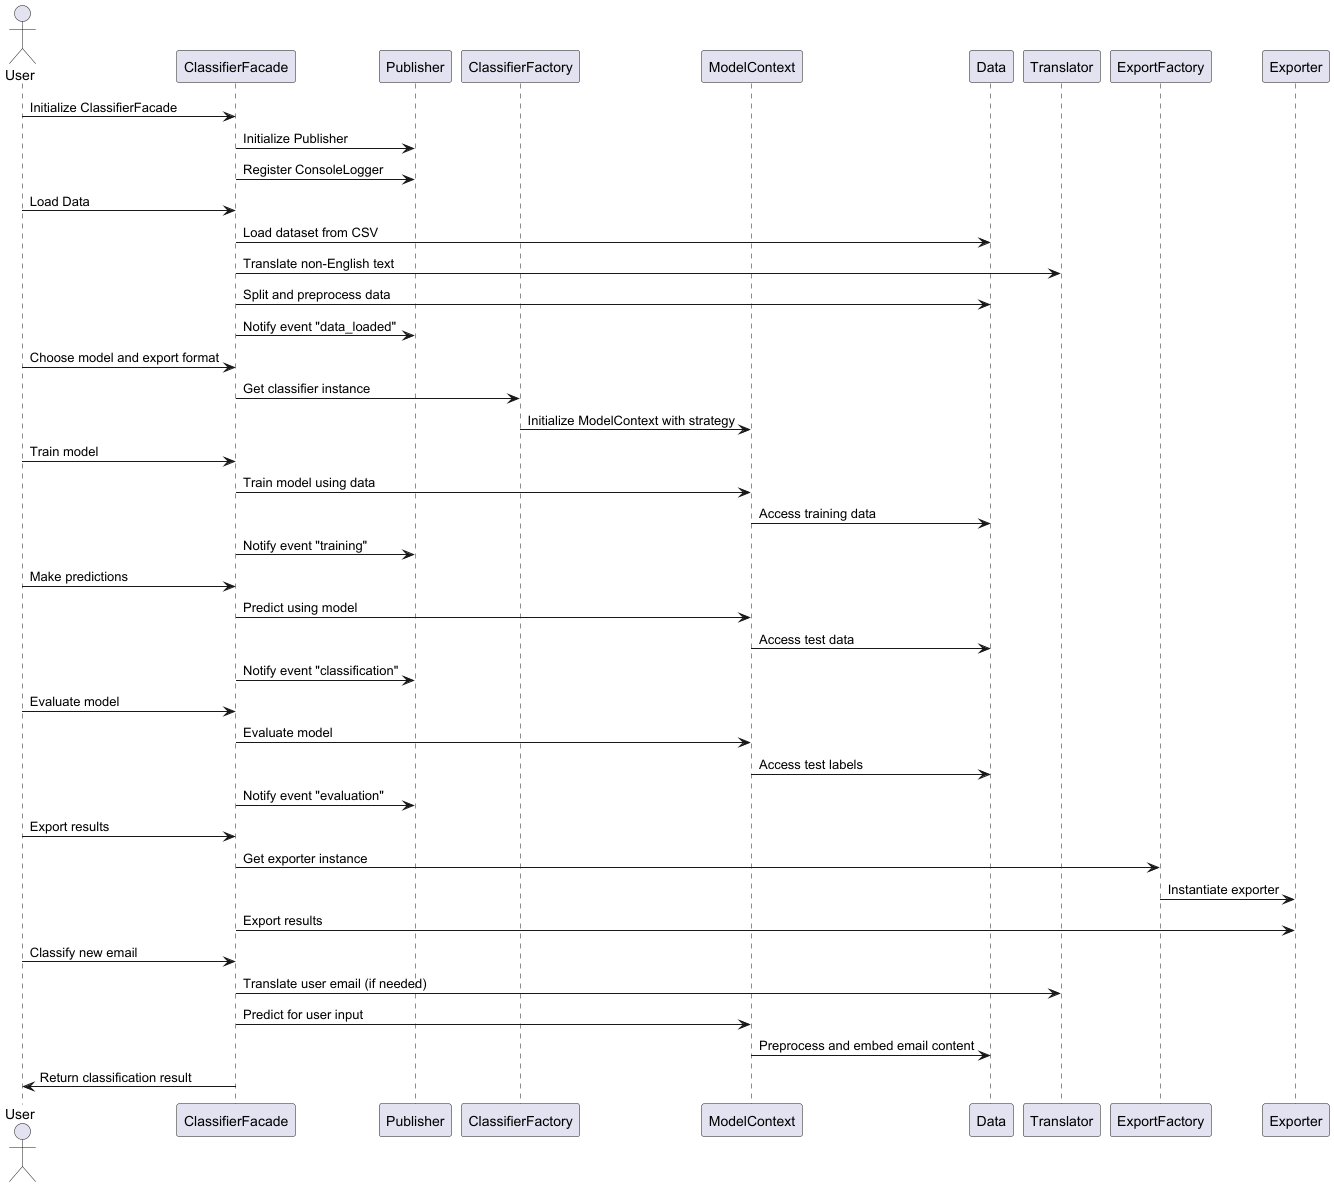 User
ClassifierFacade
Publisher
ClassifierFactory
ModelContext
Data
Translator
ExportFactory
Exporter
Initialize ClassifierFacade
Initialize Publisher
Register ConsoleLogger
Load Data
Load dataset from CSV
Translate non-English text
Split and preprocess data
Notify event "data_loaded"
Choose model and export format
Get classifier instance
Initialize ModelContext with strategy
Train model
Train model using data
Access training data
Notify event "training"
Make predictions
Predict using model
Access test data
Notify event "classification"
Evaluate model
Evaluate model
Access test labels
Notify event "evaluation"
Export results
Get exporter instance
Instantiate exporter
Export results
Classify new email
Translate user email (if needed)
Predict for user input
Preprocess and embed email content
Return classification result
User
ClassifierFacade
Publisher
ClassifierFactory
ModelContext
Data
Translator
ExportFactory
Exporter